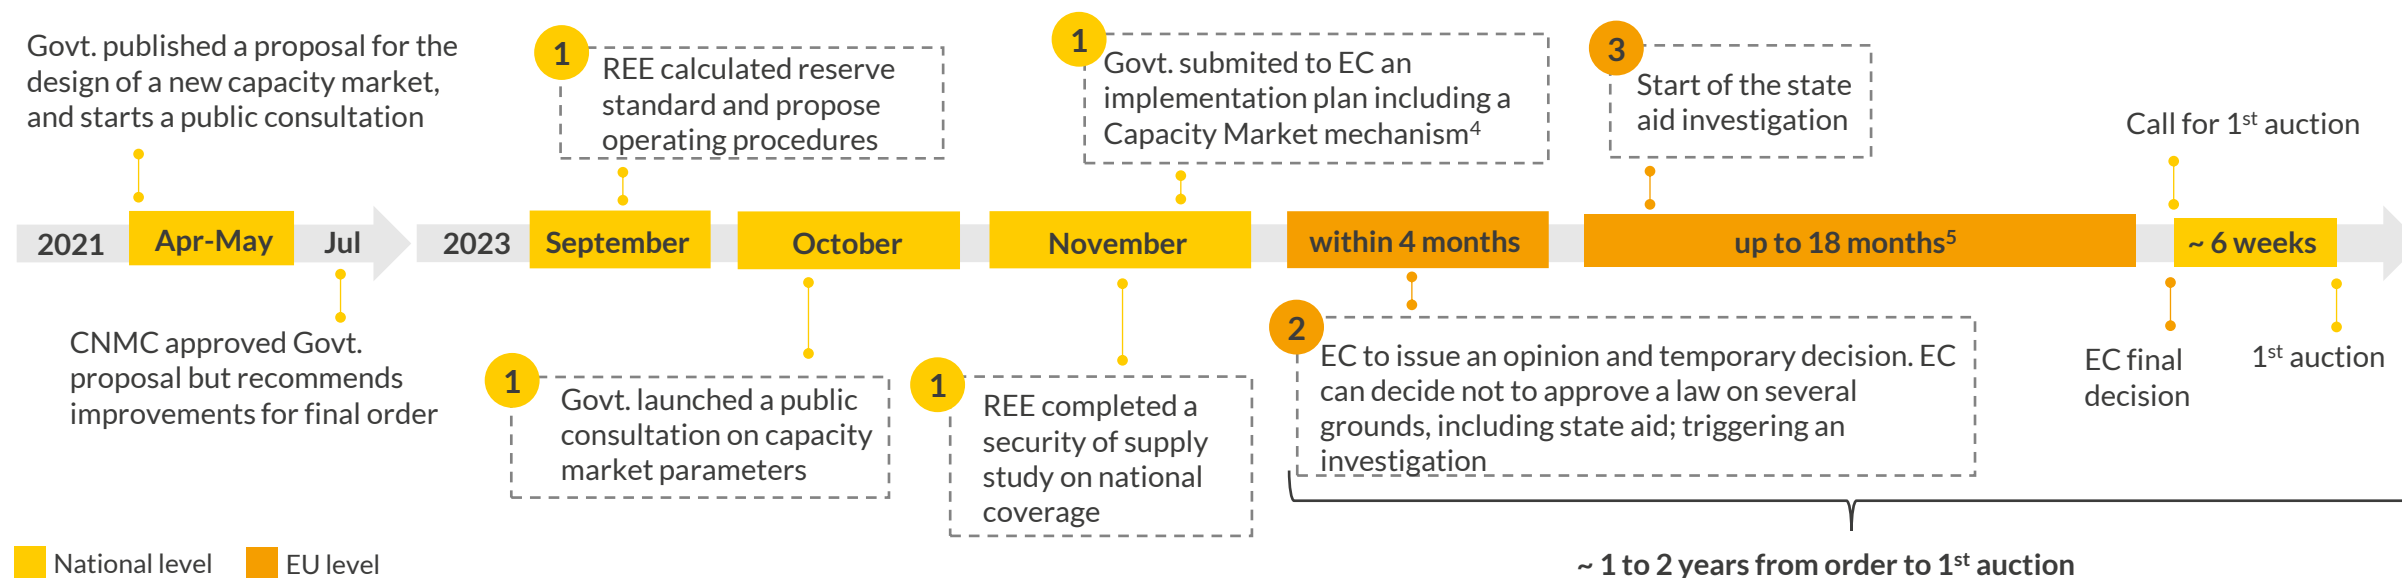 Govt. published a proposal for the
design of a new capacity market,
and starts a public consultation
1
REE calculated reserve
standard and propose
operating procedures
1
Govt. submited to EC an
implementation plan including a
Capacity Market mechanism⁴
3
Start of the state
aid investigation
Call for 1ˢᵗ auction
2021
Apr-May
Jul
2023
September
October
November
within 4 months
up to 18 months⁵
~ 6 weeks
CNMC approved Govt.
proposal but recommends
improvements for final order
1
Govt. launched a public
consultation on capacity
market parameters
1
REE completed a
security of supply
study on national
coverage
2
EC to issue an opinion and temporary decision. EC
can decide not to approve a law on several
grounds, including state aid; triggering an
investigation
EC final
decision
1ˢᵗ auction
~ 1 to 2 years from order to 1ˢᵗ auction
National level
EU level